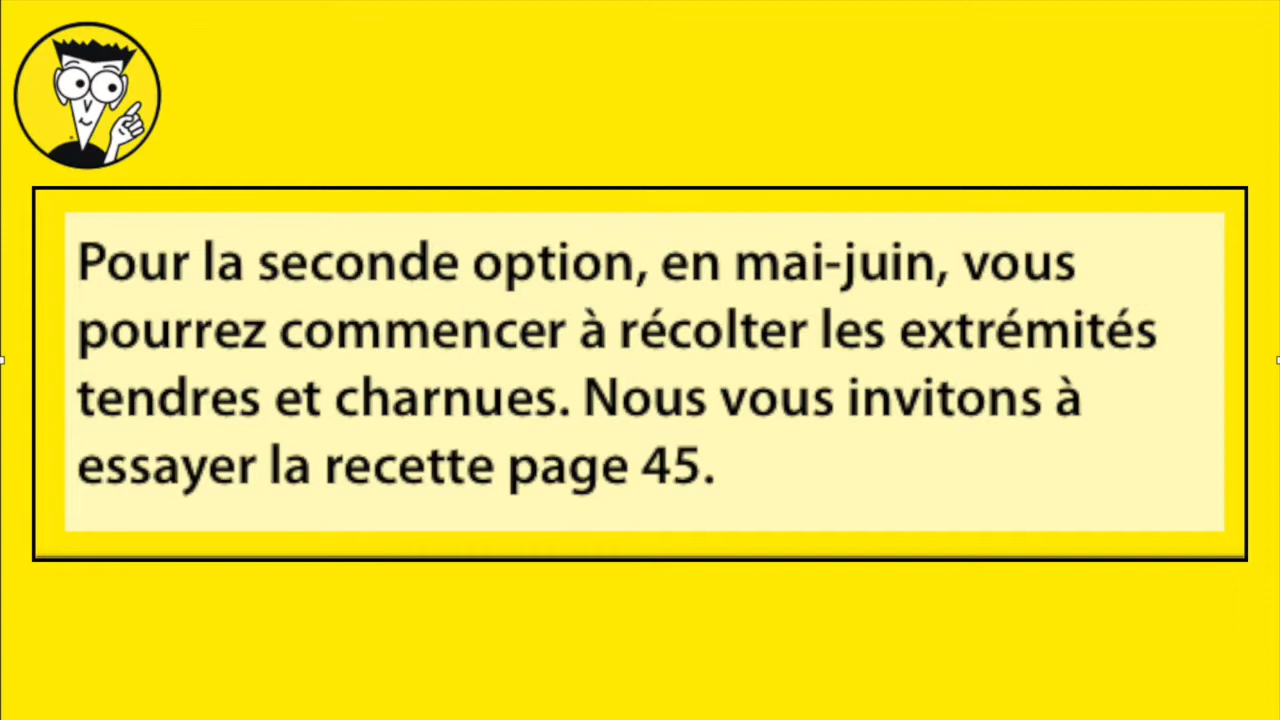 Pour la seconde option, en mai-juin, vous
pourrez commencer à récolter les extrémités
tendres et charnues. Nous vous invitons à
essayer la recette page 45.